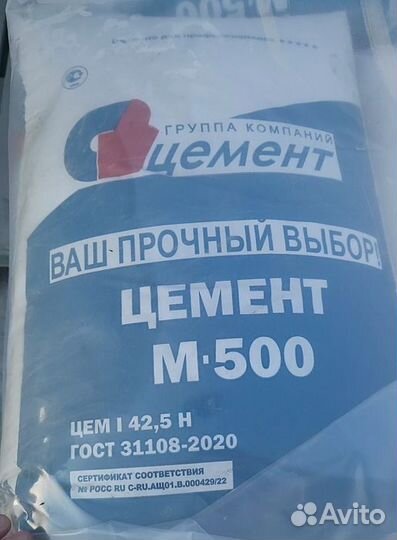 М-500
ГРУППА КОМПАНИЙ
цемент
ВАШ ПРОЧНЫЙ ВЫБОР!
ЦЕМЕНТ
М·500
ЦЕМ I 42,5 Н
ГОСТ 31108-2020
СЕРТИФИКАТ СООТВЕТСТВИЯ
№ РОСС RU C-RU.АЩ01.В.000429/22
Avito